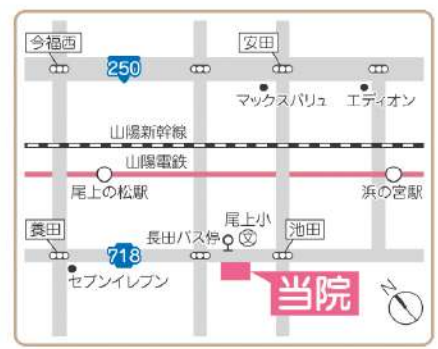 今福西
安田
250
マックスバリュ
エディオン
山陽新幹線
山陽電鉄
尾上の松駅
浜の宮駅
尾上小
養田
長田バス停
文
池田
718
セブンイレブン
当院
N